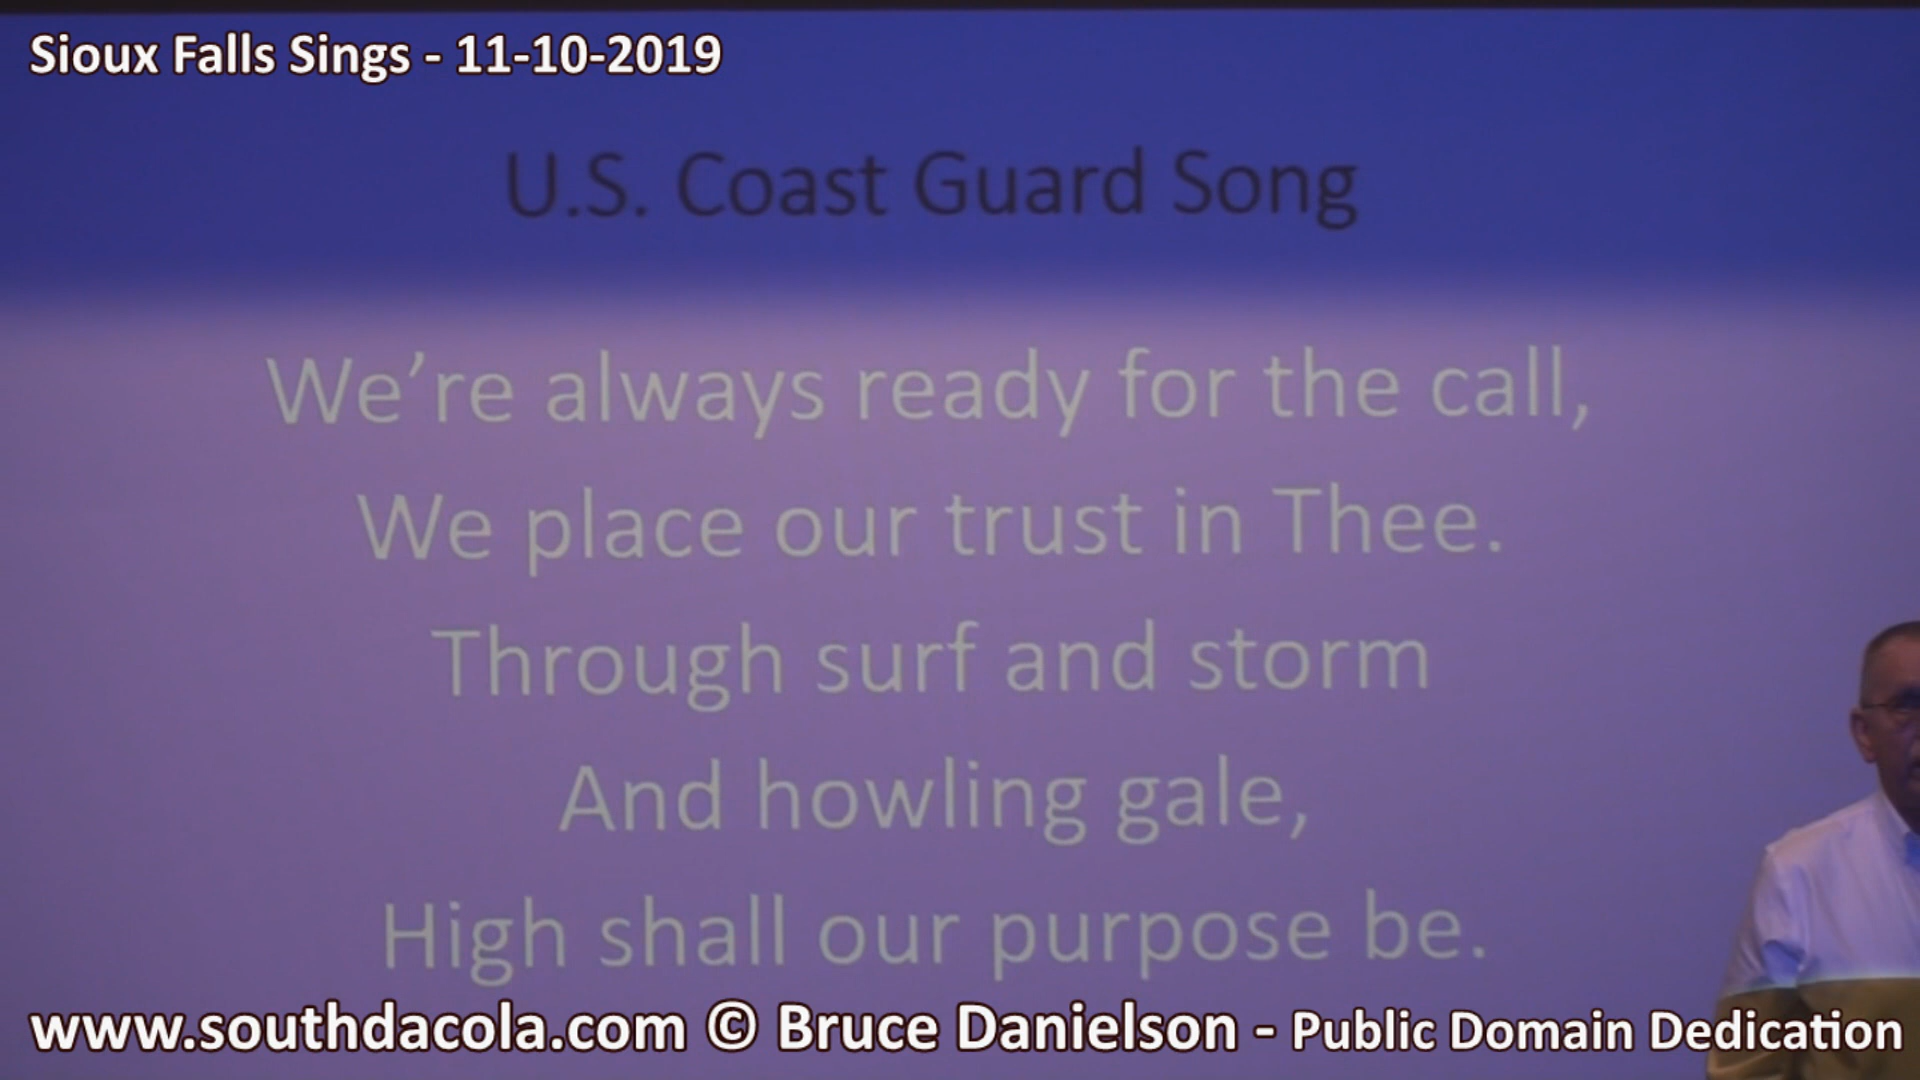 Sioux Falls Sings - 11-10-2019
U.S. Coast Guard Song
We’re always ready for the call,
We place our trust in Thee.
Through surf and storm
And howling gale,
High shall our purpose be.
www.southdacola.com © Bruce Danielson - Public Domain Dedication